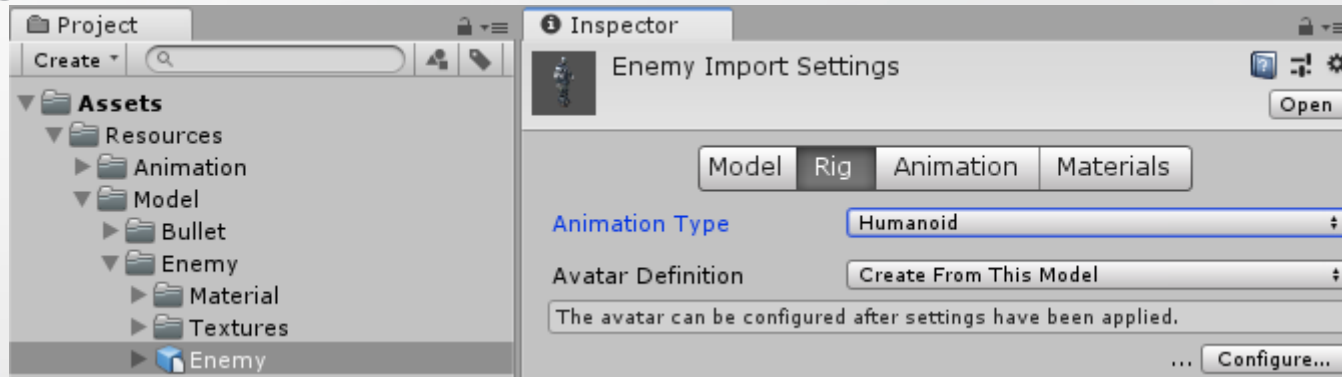 Project
Create
Assets
Resources
Animation
Model
Bullet
Enemy
Material
Textures
Enemy
Inspector
Enemy Import Settings
Open
Model Rig Animation Materials
Animation Type Humanoid
Avatar Definition Create From This Model
The avatar can be configured after settings have been applied.
... Configure...